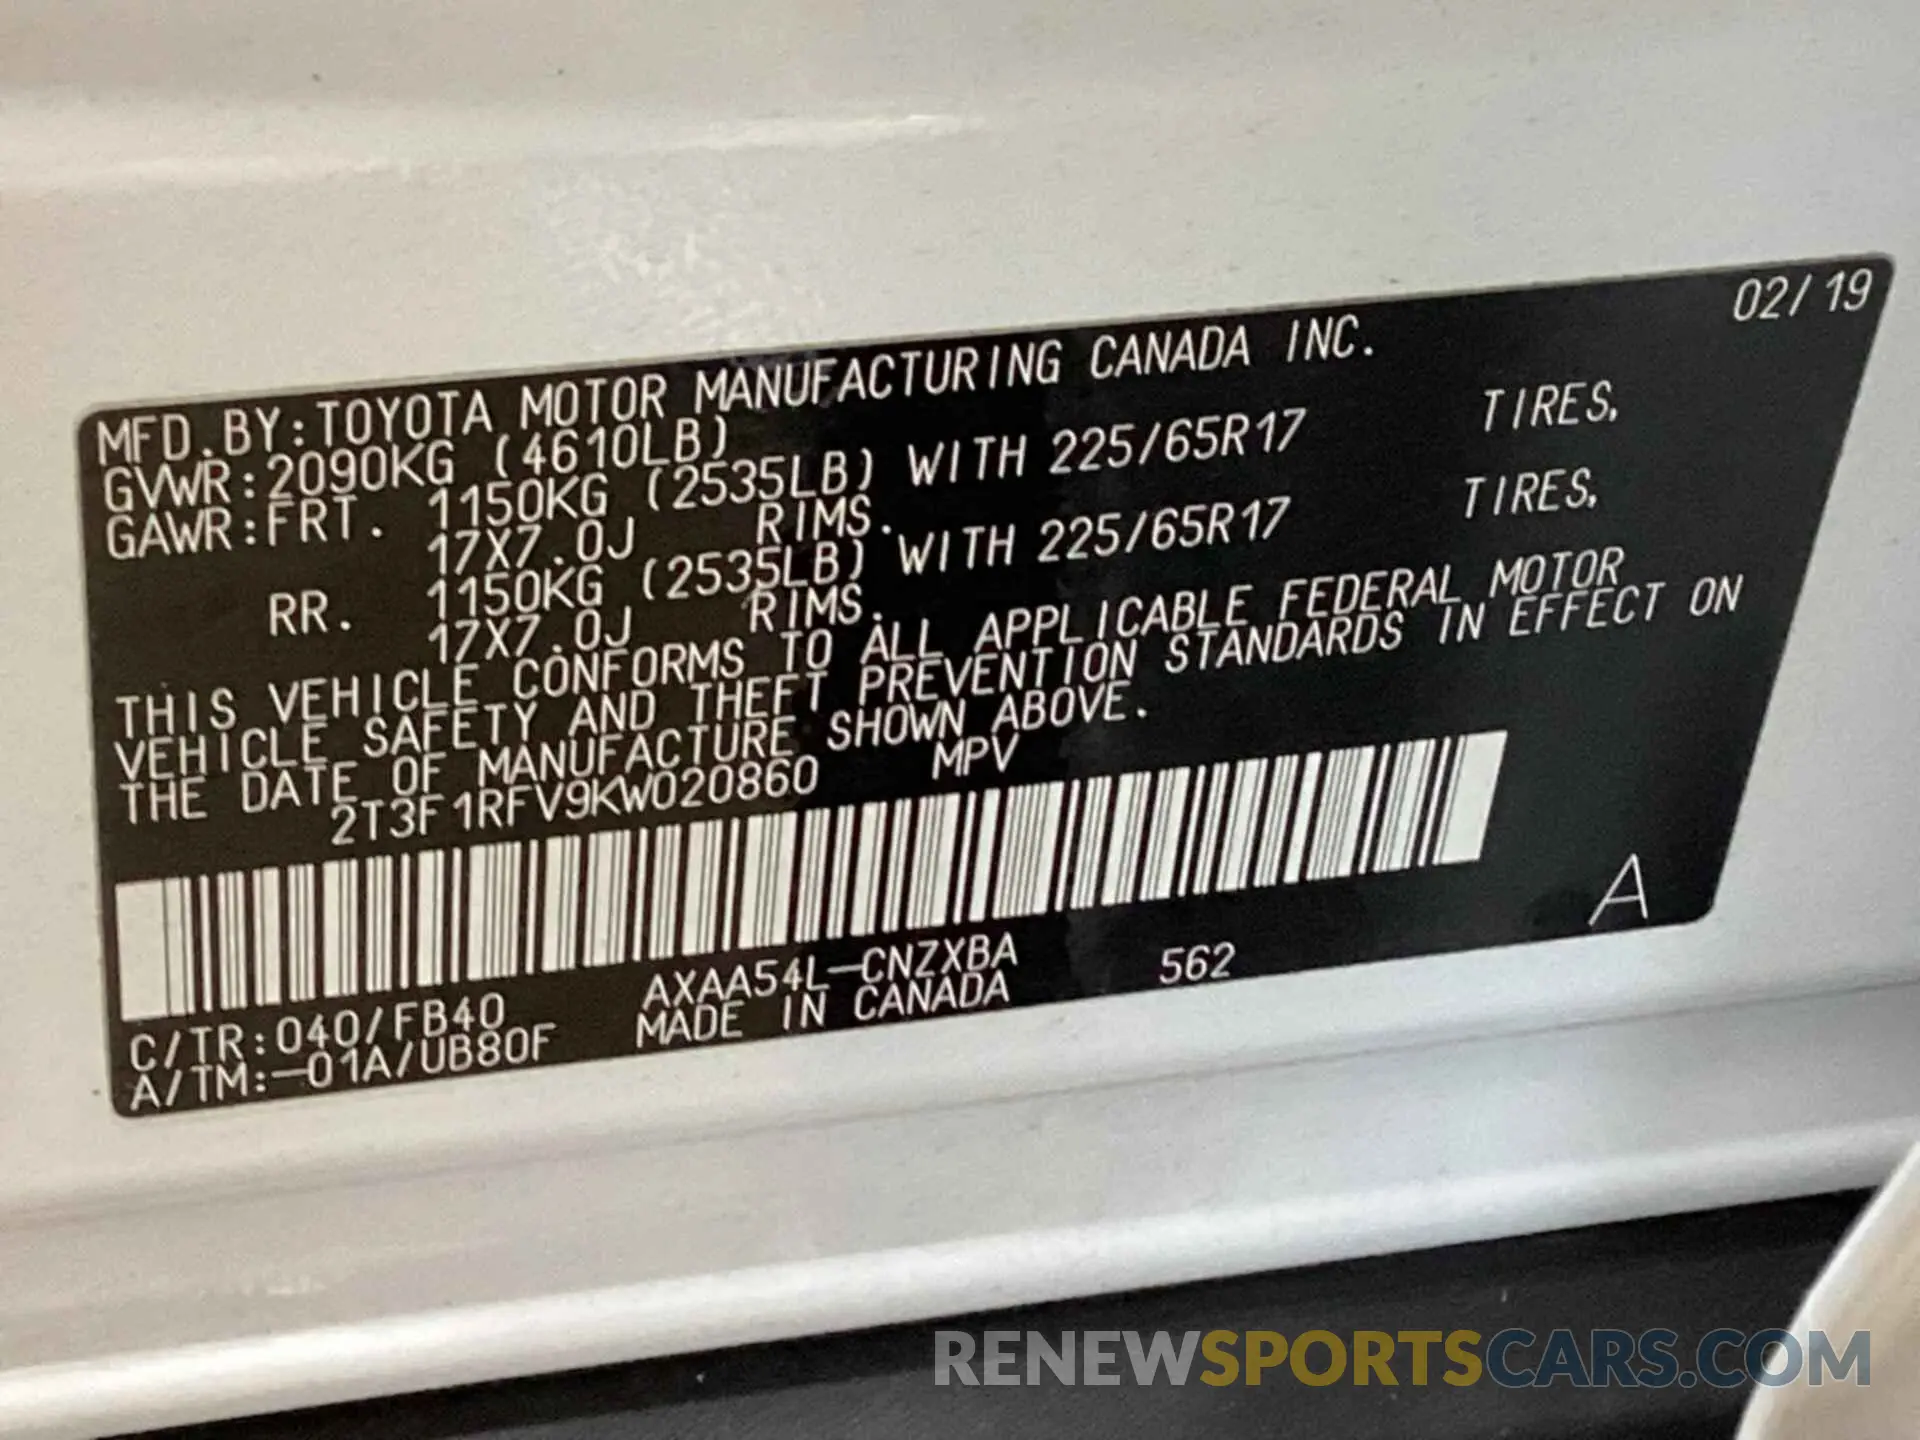 02/19
MFD.BY:TOYOTA MOTOR MANUFACTURING CANADA INC.
GVWR:2090KG (4610LB)
GAWR:FRT. 1150KG (2535LB) WITH 225/65R17 TIRES,
17X7.0J RIMS.
RR. 1150KG (2535LB) WITH 225/65R17 TIRES,
17X7.0J RIMS.
THIS VEHICLE CONFORMS TO ALL APPLICABLE FEDERAL MOTOR
VEHICLE SAFETY AND THEFT PREVENTION STANDARDS IN EFFECT ON
THE DATE OF MANUFACTURE SHOWN ABOVE.
2T3F1RFV9KW020860 MPV
A
C/TR:040/FB40 AXAA54L-CNZXBA 562
A/TM:-01A/UB80F MADE IN CANADA
RENEWSPORTSCARS.COM